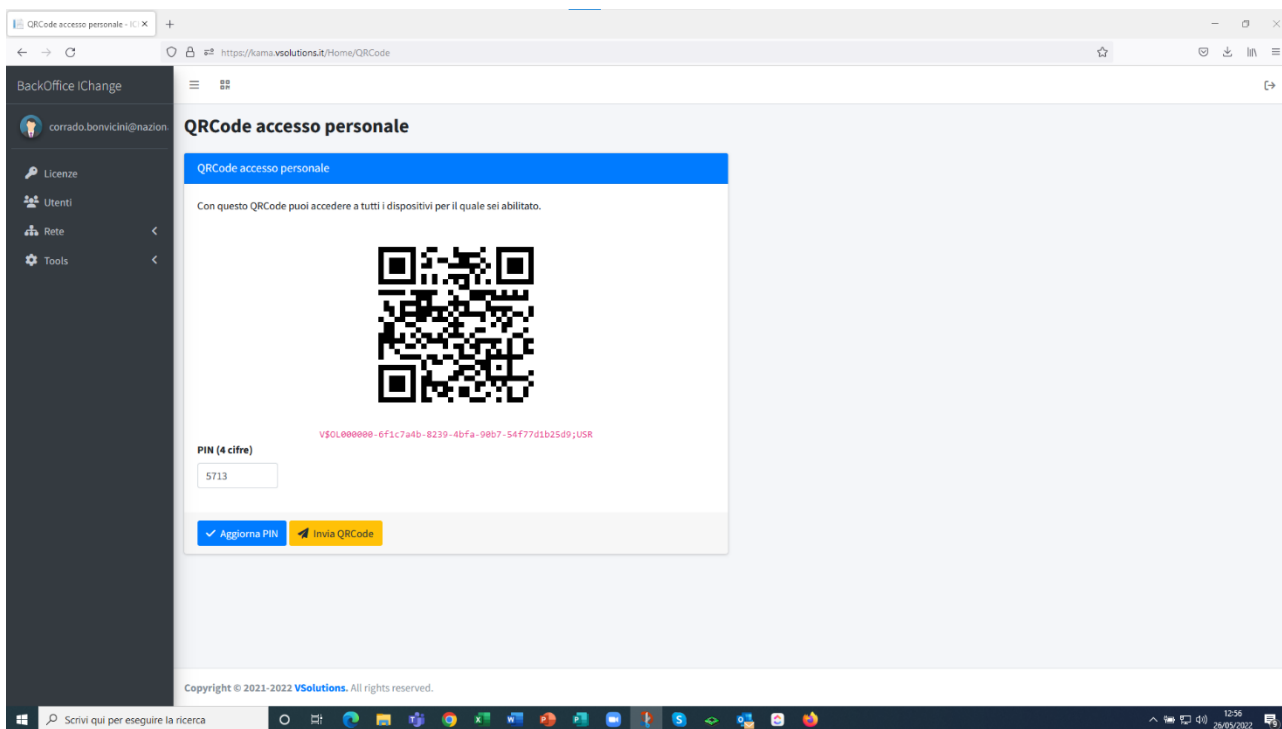 QRCode accesso personale - IC
https://kama.vsolutions.it/Home/QRCode
BackOffice IChange
corrado.bonvicini@nazion.
QRCode accesso personale
Licenze
Utenti
Rete
Tools
QRCode accesso personale
Con questo QRCode puoi accedere a tutti i dispositivi per il quale sei abilitato.
V$OL000000-6f1c7a4b-8239-4bfa-90b7-54f77d1b25d9;USR
PIN (4 cifre)
5713
Aggiorna PIN
Invia QRCode
Copyright © 2021-2022 VSolutions. All rights reserved.
Scrivi qui per eseguire la ricerca
12:56
26/05/2022